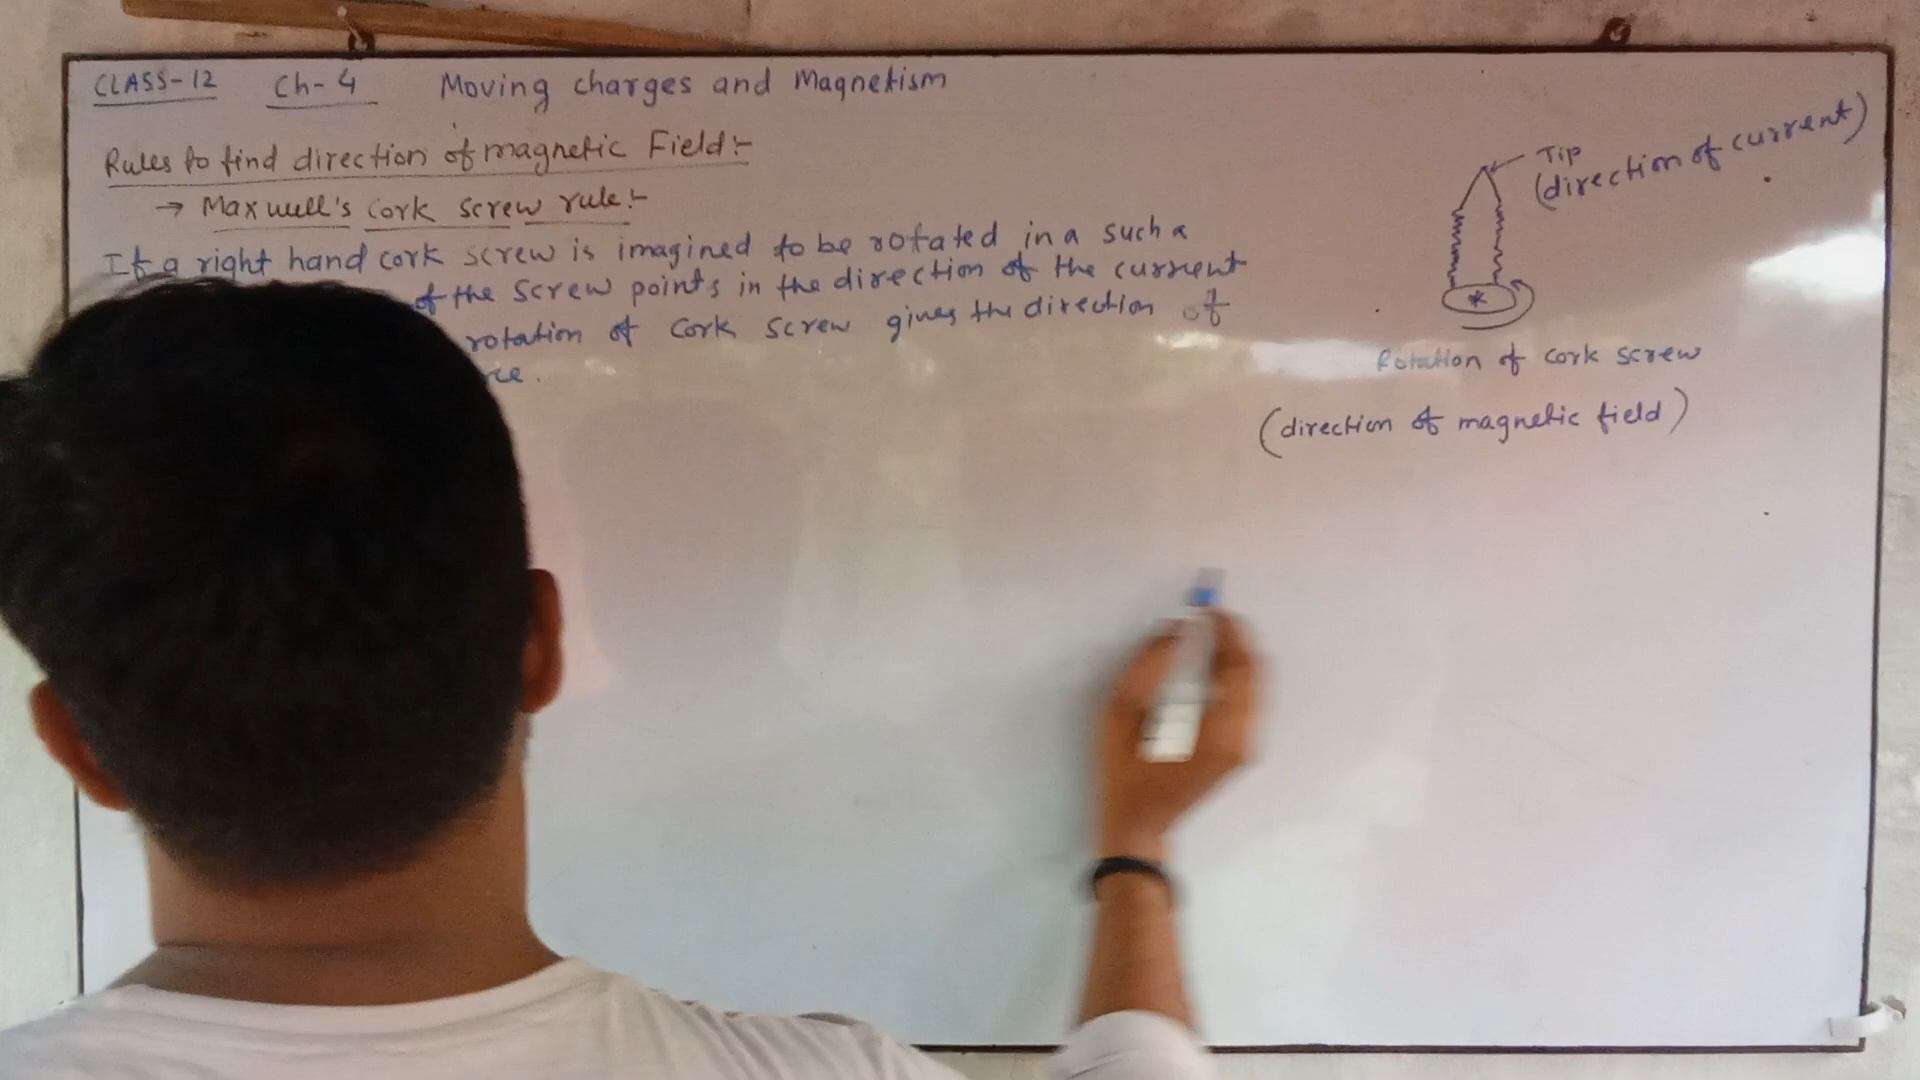 CLASS-12 Ch-4 Moving charges and Magnetism
Rules to find direction of magnetic Field:-
→ Maxwell's cork screw rule:-
If a right hand cork screw is imagined to be rotated in a such a
of the screw points in the direction of the current
rotation of cork screw gives the direction of
Tip
(direction of current)
Rotation of cork screw
(direction of magnetic field)